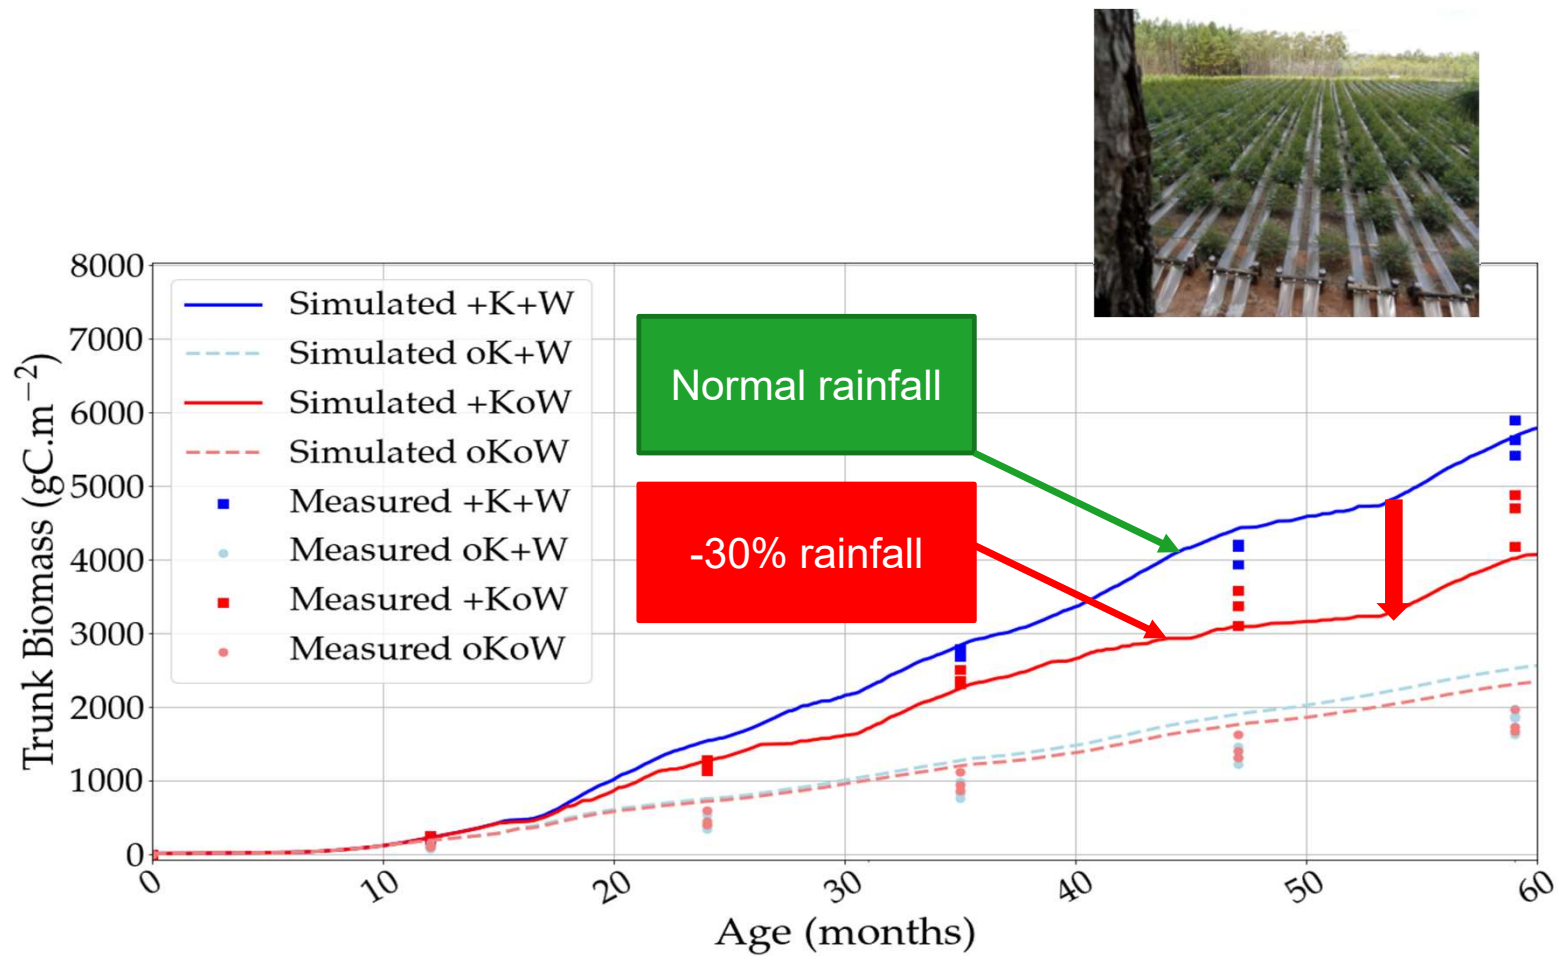 8000
7000
6000
5000
4000
3000
2000
1000
0
Trunk Biomass (gC.m⁻²)
Simulated +K+W
Simulated oK+W
Simulated +KoW
Simulated oKoW
Measured +K+W
Measured oK+W
Measured +KoW
Measured oKoW
Normal rainfall
-30% rainfall
0
10
20
30
40
50
60
Age (months)